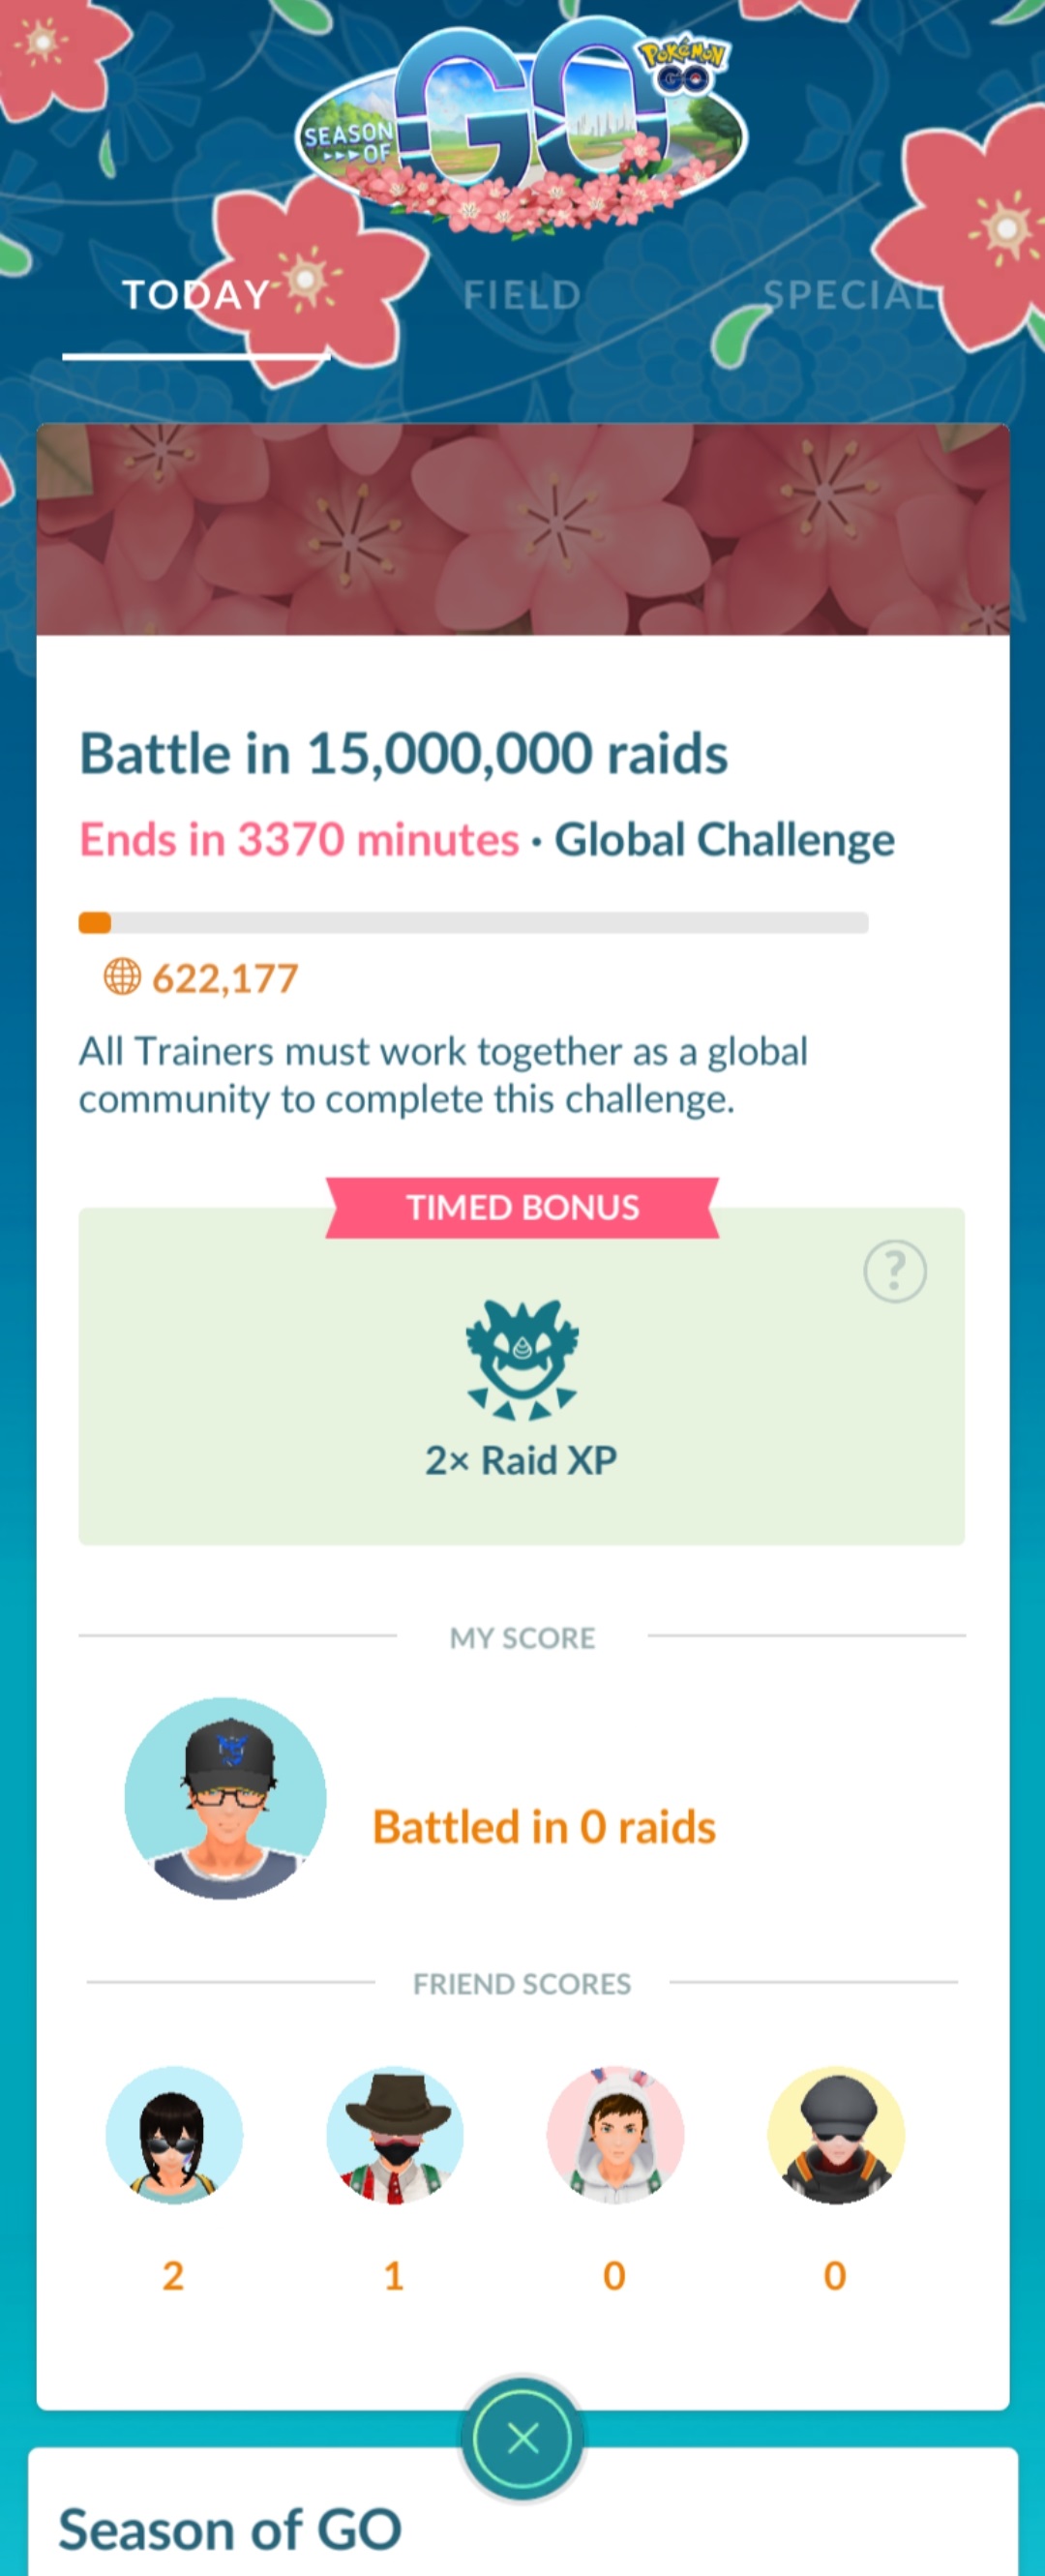 SEASON
OF
GO
POKÉMON
GO
TODAY
FIELD
SPECIAL
Battle in 15,000,000 raids
Ends in 3370 minutes · Global Challenge
622,177
All Trainers must work together as a global
community to complete this challenge.
TIMED BONUS
?
2× Raid XP
MY SCORE
Battled in 0 raids
FRIEND SCORES
2 1 0 0
Season of GO